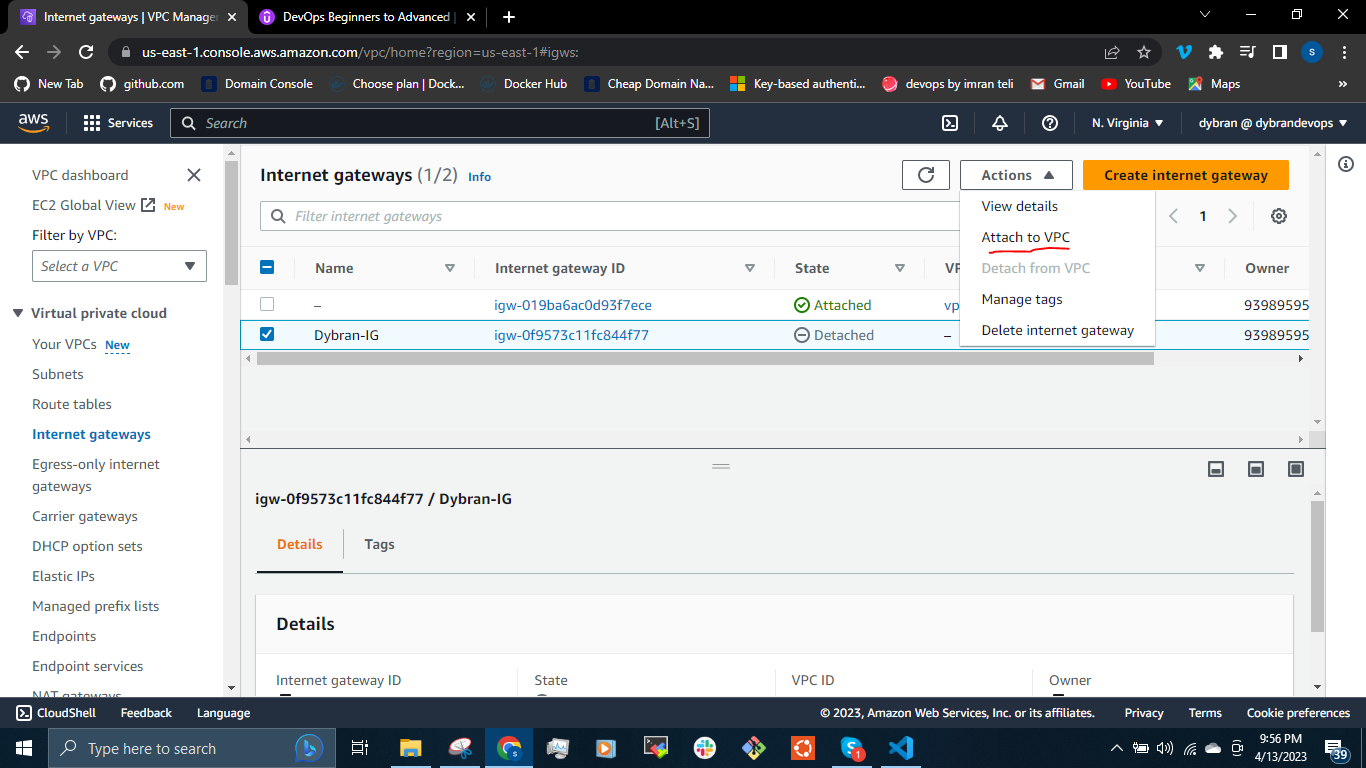 Internet gateways | VPC Manager
DevOps Beginners to Advanced |
us-east-1.console.aws.amazon.com/vpc/home?region=us-east-1#igws:
S
New Tab
github.com
Domain Console
Choose plan | Dock...
Docker Hub
Cheap Domain Na...
Key-based authenti...
devops by imran teli
Gmail
YouTube
Maps
»
aws
Services
Search
[Alt+S]
N. Virginia
dybran @ dybrandevops
VPC dashboard
EC2 Global View
New
Filter by VPC:
Select a VPC
Virtual private cloud
Your VPCs New
Subnets
Route tables
Internet gateways
Egress-only internet
gateways
Carrier gateways
DHCP option sets
Elastic IPs
Managed prefix lists
Endpoints
Endpoint services
NAT gateways
Internet gateways (1/2) Info
Actions
Create internet gateway
Filter internet gateways
1
View details
Attach to VPC
Detach from VPC
Manage tags
Delete internet gateway
Name
Internet gateway ID
State
VP
Owner
–
igw-019ba6ac0d93f7ece
Attached
vp
93989595
Dybran-IG
igw-0f9573c11fc844f77
Detached
–
93989595
igw-0f9573c11fc844f77 / Dybran-IG
Details
Tags
Details
Internet gateway ID
State
VPC ID
Owner
CloudShell
Feedback
Language
© 2023, Amazon Web Services, Inc. or its affiliates.
Privacy
Terms
Cookie preferences
Type here to search
1
9:56 PM
4/13/2023
39